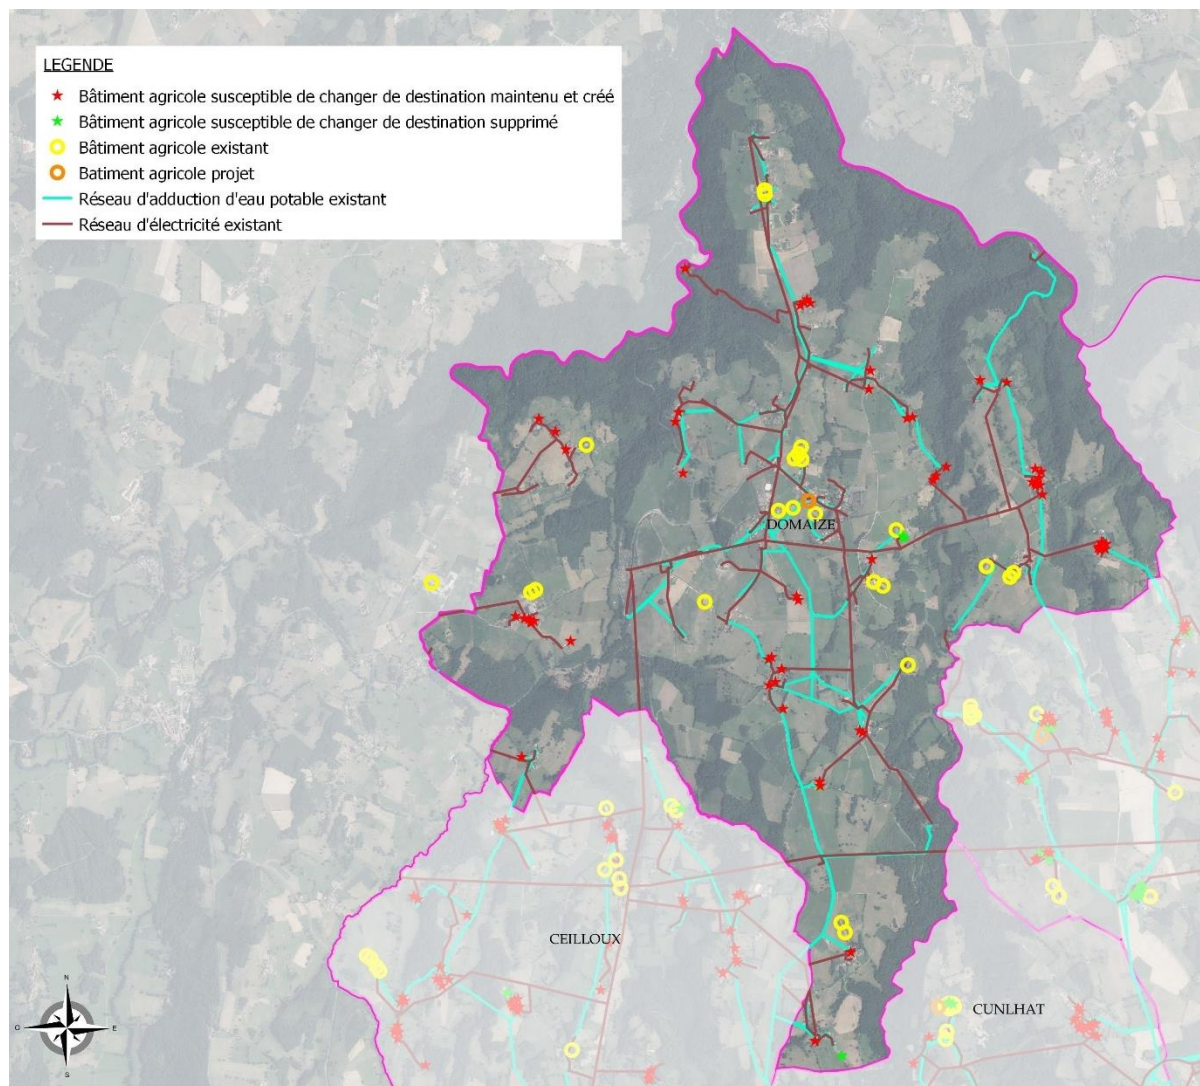 LEGENDE
Bâtiment agricole susceptible de changer de destination maintenu et créé
Bâtiment agricole susceptible de changer de destination supprimé
Bâtiment agricole existant
Bâtiment agricole projet
Réseau d'adduction d'eau potable existant
Réseau d'électricité existant
DOMAIZE
CEILLOUX
CUNLHAT
N
O
E
S